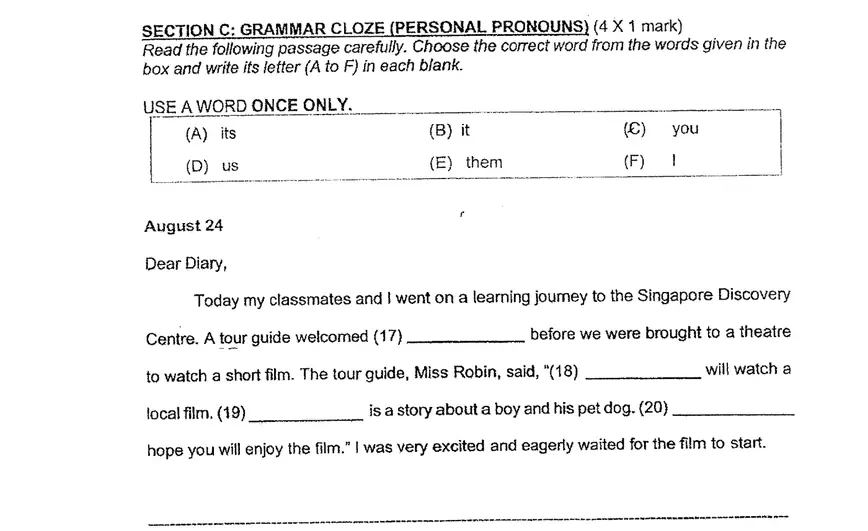 SECTION C: GRAMMAR CLOZE (PERSONAL PRONOUNS) (4 X 1 mark)
Read the following passage carefully. Choose the correct word from the words given in the
box and write its letter (A to F) in each blank.
USE A WORD ONCE ONLY.
(A) its (B) it (C) you
(D) us (E) them (F) I
August 24
Dear Diary,
Today my classmates and I went on a learning journey to the Singapore Discovery
Centre. A tour guide welcomed (17) ____________ before we were brought to a theatre
to watch a short film. The tour guide, Miss Robin, said, "(18) ____________ will watch a
local film. (19) ____________ is a story about a boy and his pet dog. (20) ____________
hope you will enjoy the film." I was very excited and eagerly waited for the film to start.